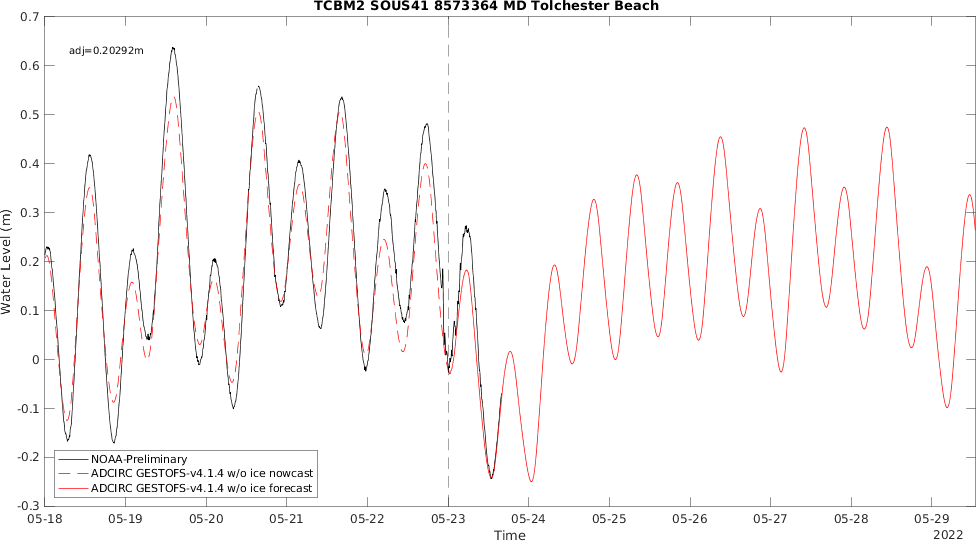 TCBM2 SOUS41 8573364 MD Tolchester Beach
adj=0.20292m
0.7
0.6
0.5
0.4
0.3
0.2
0.1
0
-0.1
-0.2
-0.3
Water Level (m)
NOAA-Preliminary
ADCIRC GESTOFS-v4.1.4 w/o ice nowcast
ADCIRC GESTOFS-v4.1.4 w/o ice forecast
05-18 05-19 05-20 05-21 05-22 05-23 05-24 05-25 05-26 05-27 05-28 05-29
Time
2022